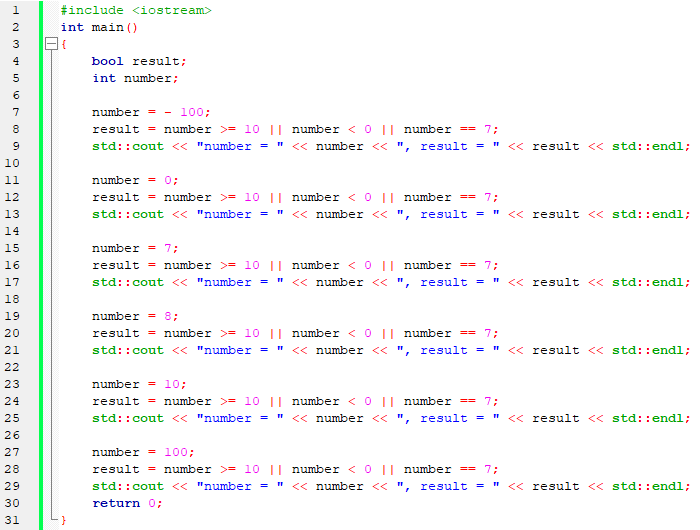 1 #include <iostream>
2 int main()
3 {
4 bool result;
5 int number;
6
7 number = - 100;
8 result = number >= 10 || number < 0 || number == 7;
9 std::cout << "number = " << number << ", result = " << result << std::endl;
10
11 number = 0;
12 result = number >= 10 || number < 0 || number == 7;
13 std::cout << "number = " << number << ", result = " << result << std::endl;
14
15 number = 7;
16 result = number >= 10 || number < 0 || number == 7;
17 std::cout << "number = " << number << ", result = " << result << std::endl;
18
19 number = 8;
20 result = number >= 10 || number < 0 || number == 7;
21 std::cout << "number = " << number << ", result = " << result << std::endl;
22
23 number = 10;
24 result = number >= 10 || number < 0 || number == 7;
25 std::cout << "number = " << number << ", result = " << result << std::endl;
26
27 number = 100;
28 result = number >= 10 || number < 0 || number == 7;
29 std::cout << "number = " << number << ", result = " << result << std::endl;
30 return 0;
31 }